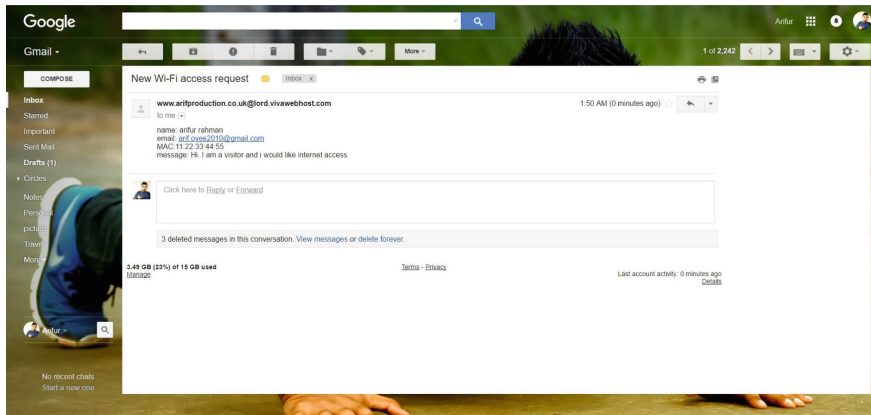 Google
Arifur
Gmail
More
1 of 2,242
COMPOSE
Inbox
Starred
Important
Sent Mail
Drafts (1)
Circles
Notes
Personal
picture
Travel
More
New Wi-Fi access request
Inbox x
www.arifproduction.co.uk@lord.vivawebhost.com
1:50 AM (0 minutes ago)
to me
name: arifur rahman
email: arif.ovee2010@gmail.com
MAC:11:22:33:44:55
message: Hi. I am a visitor and i would like internet access
Click here to Reply or Forward
3 deleted messages in this conversation. View messages or delete forever.
3.49 GB (23%) of 15 GB used
Manage
Terms - Privacy
Last account activity: 0 minutes ago
Details
Arifur
No recent chats
Start a new one